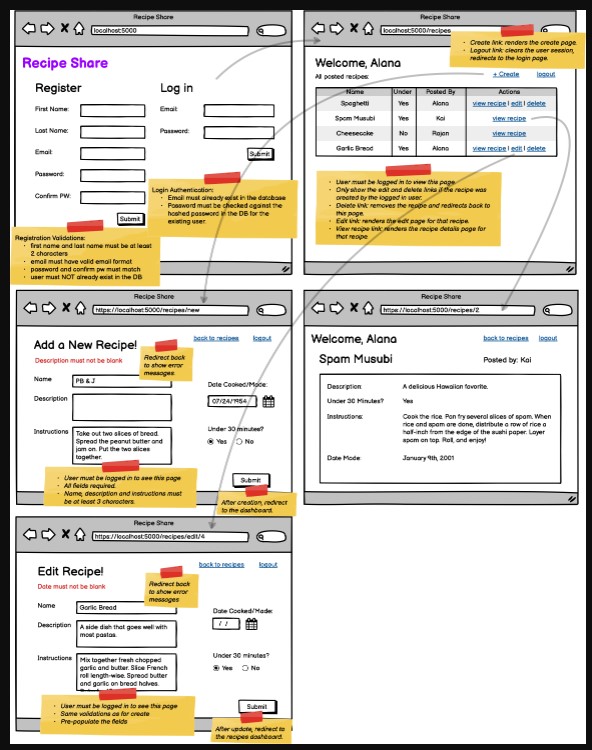 Recipe Share
localhost:5000
Recipe Share
Register
Log in
First Name:
Last Name:
Email:
Password:
Confirm PW:
Submit
Email:
Password:
Submit
Login Authentication:
• Email must already exist in the database
• Password must be checked against the
hashed password in the DB for the
existing user.
Registration Validations:
• first name and last name must be at least
2 characters
• email must have valid email format
• password and confirm pw must match
• user must NOT already exist in the DB
Recipe Share
localhost:5000/recipes
• Create link: renders the create page.
• Logout link: clears the user session,
redirects to the login page.
Welcome, Alana
All posted recipes:
+ Create
logout
Name Under Posted By Actions
Spaghetti Yes Alana view recipe | edit | delete
Spam Musubi Yes Kai view recipe
Cheesecake No Rajan view recipe
Garlic Bread Yes Alana view recipe | edit | delete
• User must be logged in to view this page.
• Only show the edit and delete links if the recipe was
created by the logged in user.
• Delete link: removes the recipe and redirects back to
this page.
• Edit link: renders the edit page for that recipe.
• View recipe link: renders the recipe details page for
that recipe
Recipe Share
https://localhost:5000/recipes/new
Add a New Recipe!
back to recipes
logout
Description must not be blank
Redirect back
to show error
messages
Name
PB & J
Description
Instructions
Take out two slices of bread.
Spread the peanut butter and
jam on. Put the two slices
together.
Date Cooked/Made:
07/24/1954
Under 30 minutes?
Yes No
Submit
• User must be logged in to see this page
• All fields required.
• Name, description and instructions must
be at least 3 characters.
After creation, redirect
to the dashboard.
Recipe Share
https://localhost:5000/recipes/2
Welcome, Alana
back to recipes
logout
Spam Musubi
Posted by: Kai
Description: A delicious Hawaiian favorite.
Under 30 Minutes? Yes
Instructions: Cook the rice. Pan fry several slices of spam. When
rice and spam are done, distribute a row of rice a
half-inch from the edge of the sushi paper. Layer
spam on top. Roll, and enjoy!
Date Made: January 9th, 2001
Recipe Share
https://localhost:5000/recipes/edit/4
Edit Recipe!
back to recipes
logout
Date must not be blank
Redirect back
to show error
messages
Name
Garlic Bread
Description
A side dish that goes well with
most pastas.
Instructions
Mix together fresh chopped
garlic and butter. Slice French
roll length-wise. Spread butter
and garlic on bread halves.
Date Cooked/Made:
/ /
Under 30 minutes?
Yes No
Submit
• User must be logged in to see this page
• Same validations as for create
• Pre-populate the fields
After update, redirect to
the recipes dashboard.